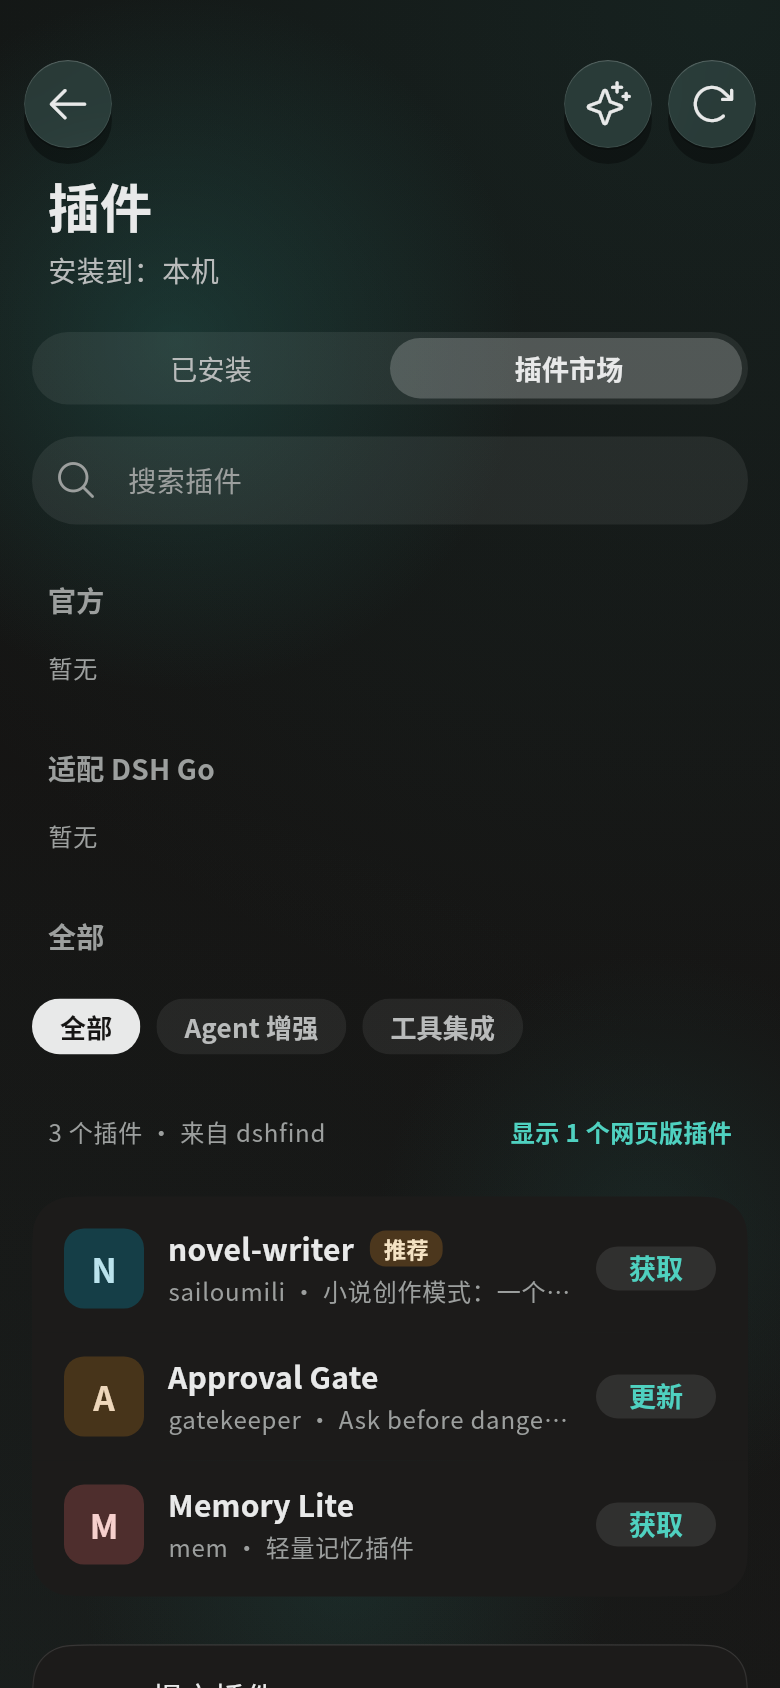 插件
安装到：本机
已安装
插件市场
搜索插件
官方
暂无
适配 DSH Go
暂无
全部
全部
Agent 增强
工具集成
3 个插件 · 来自 dshfind
显示 1 个网页版插件
N
novel-writer
推荐
sailoumili · 小说创作模式：一个…
获取
A
Approval Gate
gatekeeper · Ask before dange…
更新
M
Memory Lite
mem · 轻量记忆插件
获取